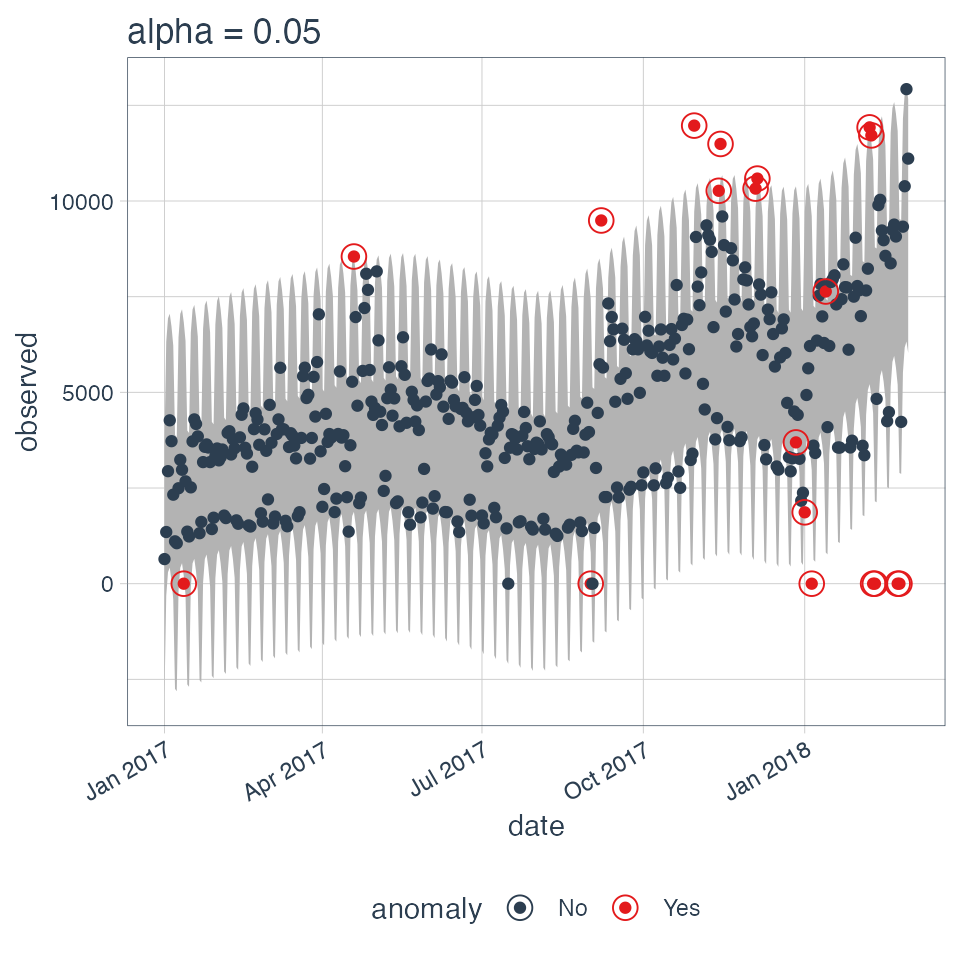 alpha = 0.05
observed
10000
5000
0
Jan 2017
Apr 2017
Jul 2017
Oct 2017
Jan 2018
date
anomaly No Yes